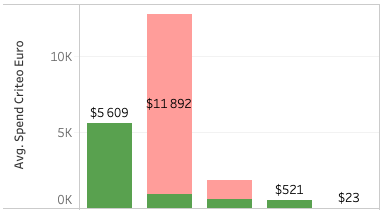 Avg. Spend Criteo Euro
10K
5K
0K
$5 609
$11 892
$521
$23